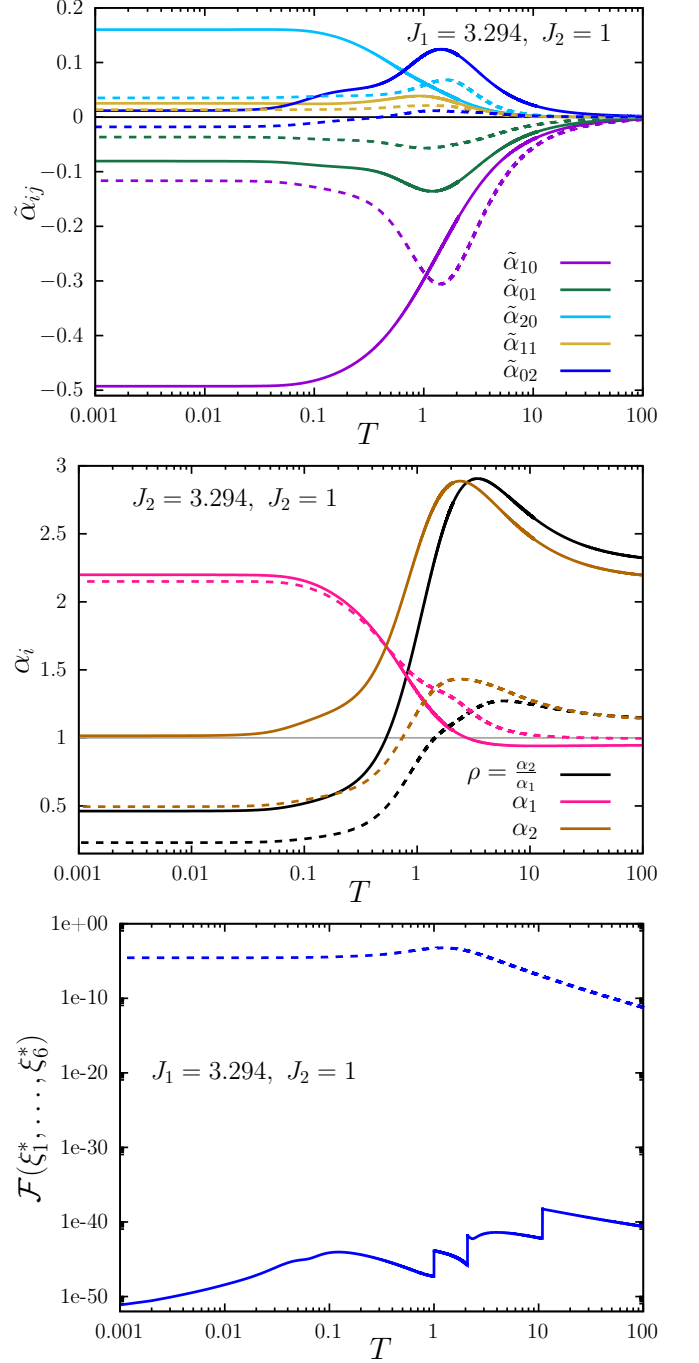 0.2
0.1
0
−0.1
−0.2
−0.3
−0.4
−0.5
α̃ij
J1 = 3.294, J2 = 1
α̃10
α̃01
α̃20
α̃11
α̃02
0.001 0.01 0.1 1 10 100
T
3
2.5
2
1.5
1
0.5
αi
J2 = 3.294, J2 = 1
ρ = α2/α1
α1
α2
0.001 0.01 0.1 1 10 100
T
1e+00
1e-10
1e-20
1e-30
1e-40
1e-50
F(ξ1*, . . . , ξ6*)
J1 = 3.294, J2 = 1
0.001 0.01 0.1 1 10 100
T